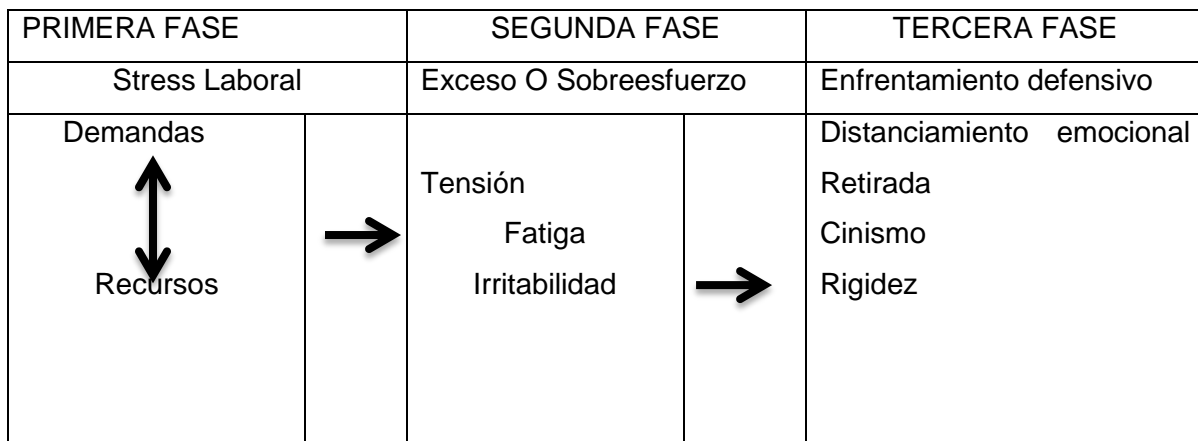 PRIMERA FASE
SEGUNDA FASE
TERCERA FASE
Stress Laboral
Exceso O Sobreesfuerzo
Enfrentamiento defensivo
Demandas
Recursos
Tensión
Fatiga
Irritabilidad
Distanciamiento emocional
Retirada
Cinismo
Rigidez